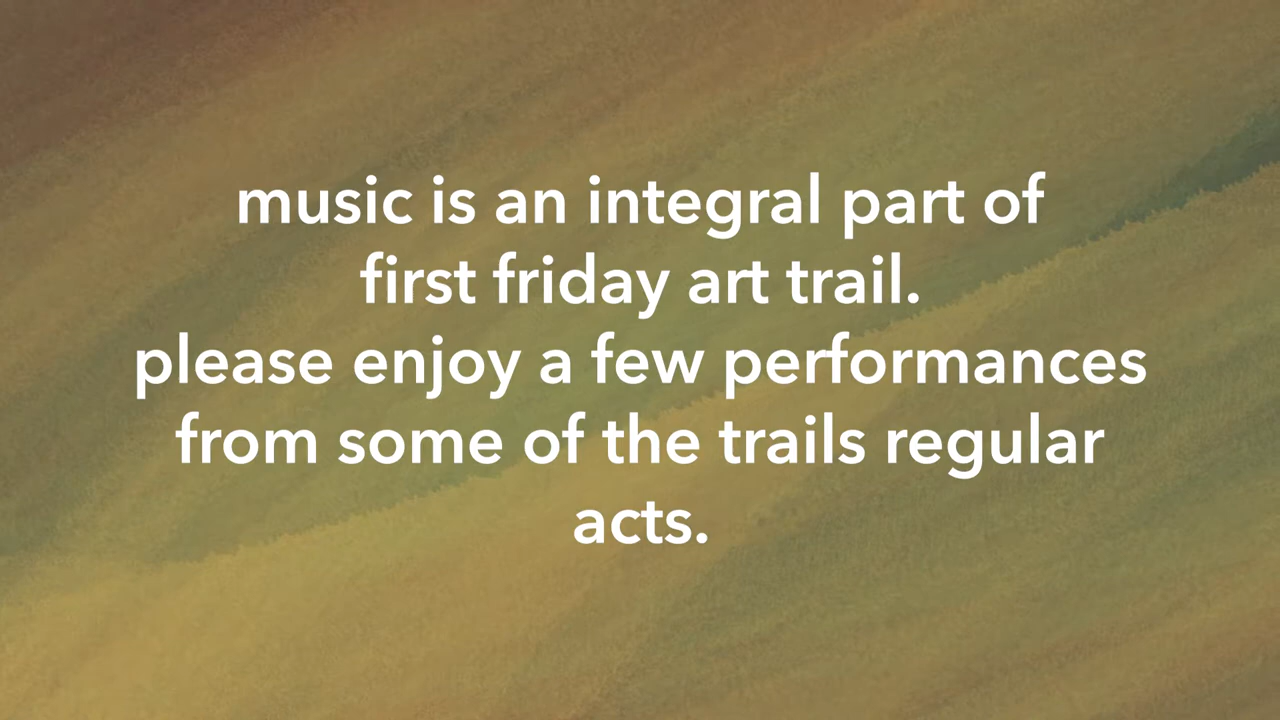 music is an integral part of
first friday art trail.
please enjoy a few performances
from some of the trails regular
acts.